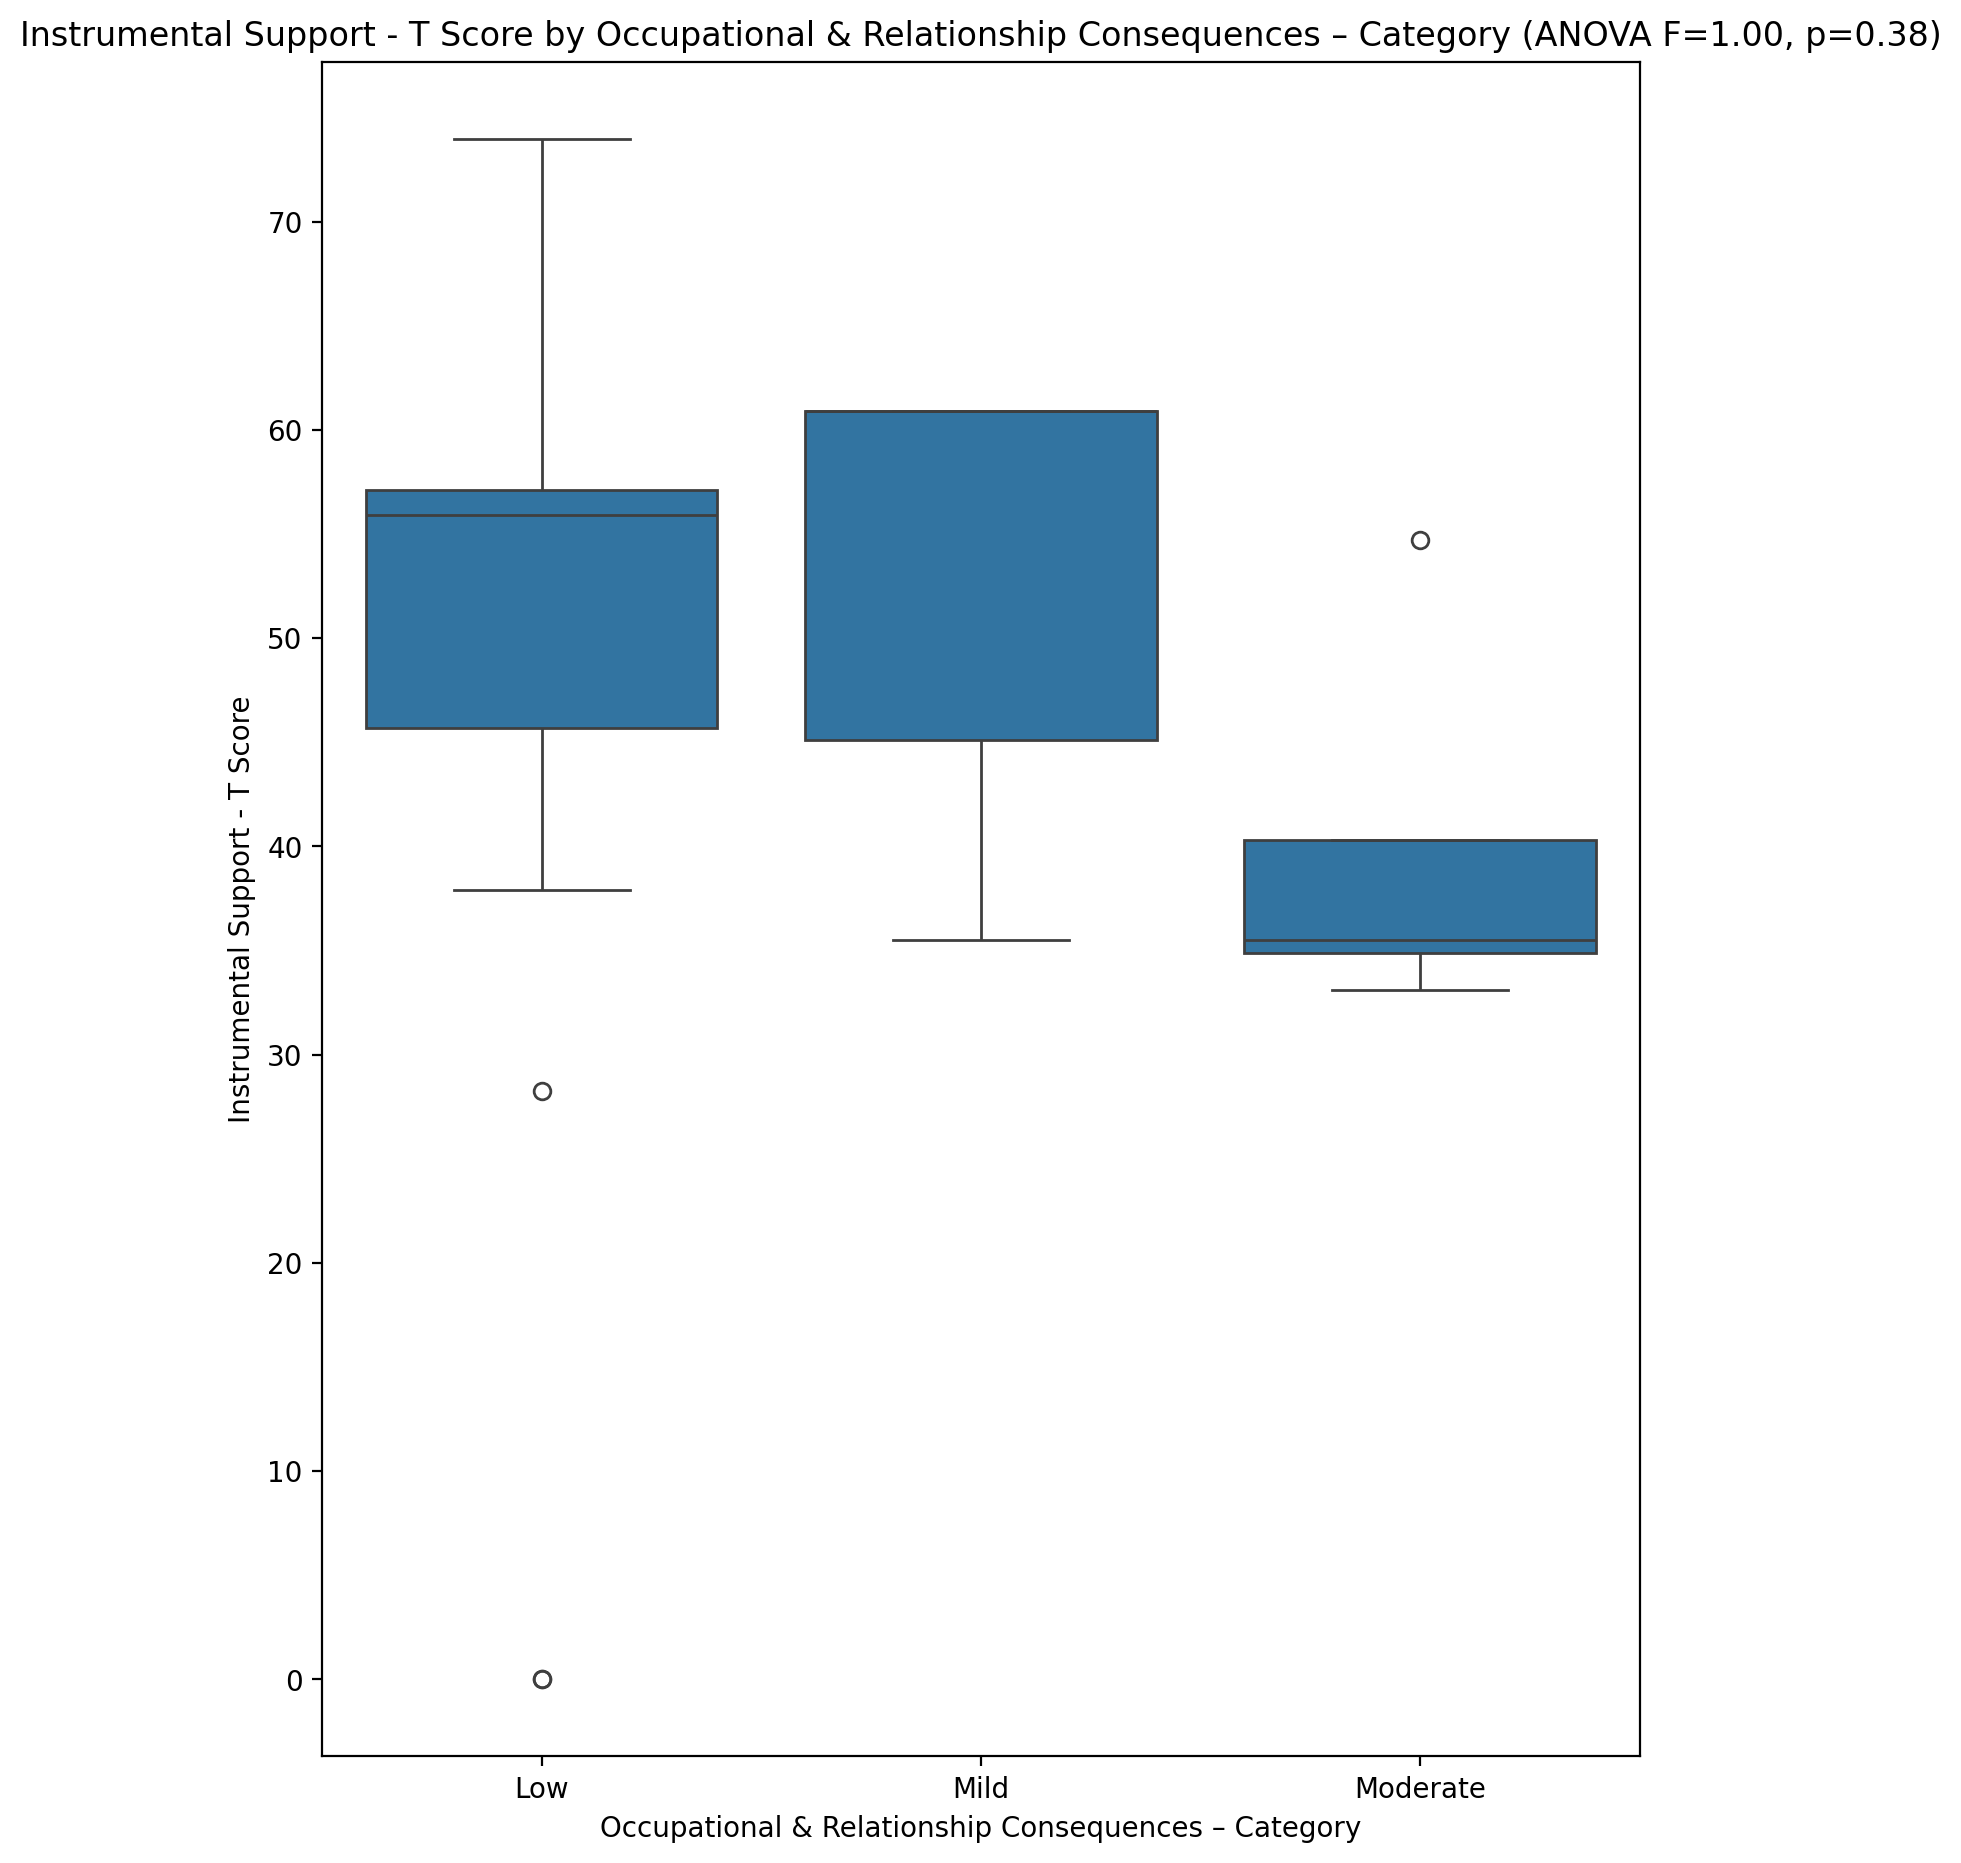 Instrumental Support - T Score by Occupational & Relationship Consequences – Category (ANOVA F=1.00, p=0.38)
Instrumental Support - T Score
70
60
50
40
30
20
10
0
Low
Mild
Moderate
Occupational & Relationship Consequences – Category